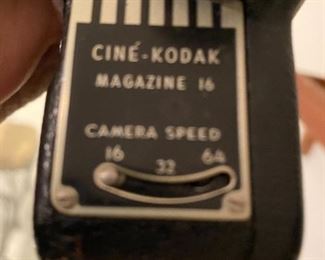 CINÉ-KODAK
MAGAZINE 16
CAMERA SPEED
16 32 64